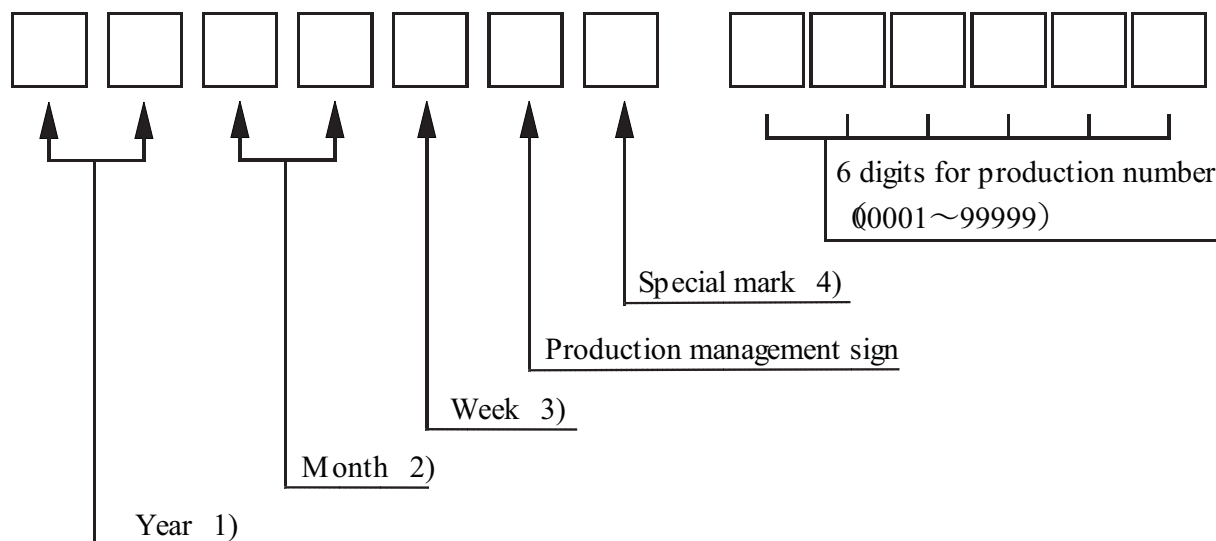 6 digits for production number
(00001～99999）
Special mark 4)
Production management sign
Week 3)
Month 2)
Year 1)